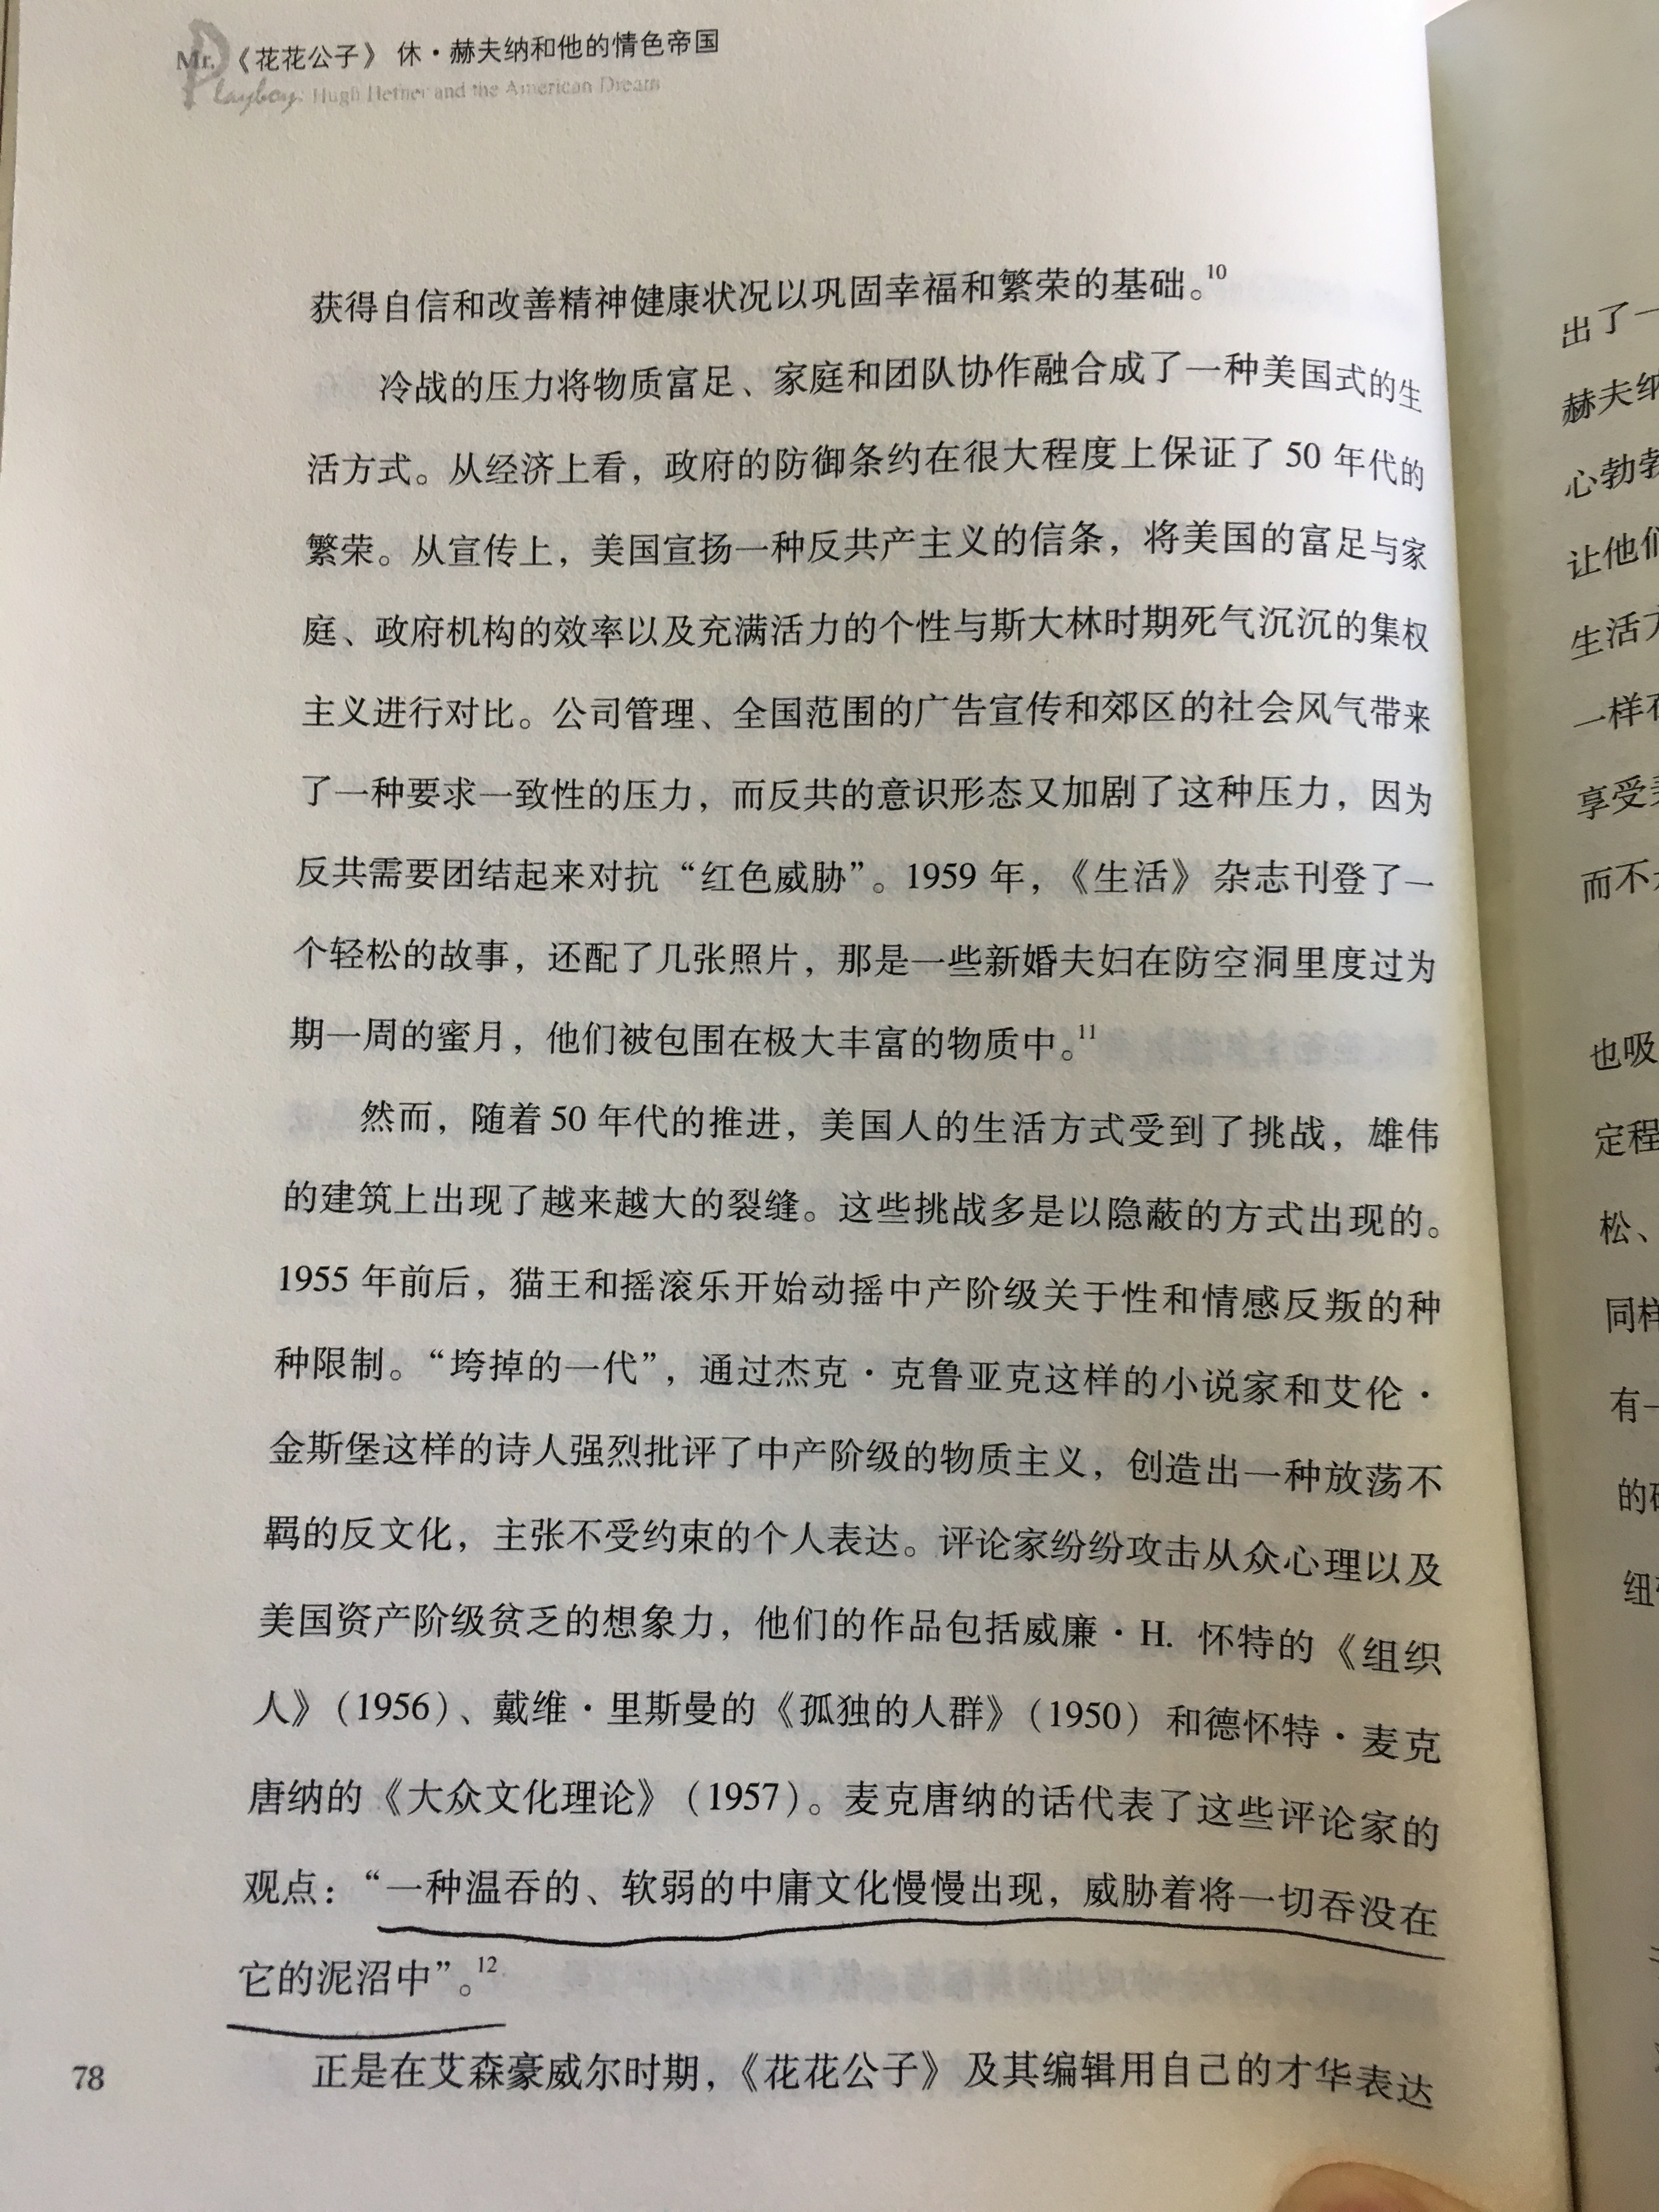 Mr. 《花花公子》 休·赫夫纳和他的情色帝国
Playboy: Hugh Hefner and the American Dream
获得自信和改善精神健康状况以巩固幸福和繁荣的基础。10
冷战的压力将物质富足、家庭和团队协作融合成了一种美国式的生
活方式。从经济上看，政府的防御条约在很大程度上保证了 50 年代的
繁荣。从宣传上，美国宣扬一种反共产主义的信条，将美国的富足与家
庭、政府机构的效率以及充满活力的个性与斯大林时期死气沉沉的集权
主义进行对比。公司管理、全国范围的广告宣传和郊区的社会风气带来
了一种要求一致性的压力，而反共的意识形态又加剧了这种压力，因为
反共需要团结起来对抗“红色威胁”。1959 年，《生活》杂志刊登了一
个轻松的故事，还配了几张照片，那是一些新婚夫妇在防空洞里度过为
期一周的蜜月，他们被包围在极大丰富的物质中。11
然而，随着 50 年代的推进，美国人的生活方式受到了挑战，雄伟
的建筑上出现了越来越大的裂缝。这些挑战多是以隐蔽的方式出现的。
1955 年前后，猫王和摇滚乐开始动摇中产阶级关于性和情感反叛的种
种限制。“垮掉的一代”，通过杰克·克鲁亚克这样的小说家和艾伦·
金斯堡这样的诗人强烈批评了中产阶级的物质主义，创造出一种放荡不
羁的反文化，主张不受约束的个人表达。评论家纷纷攻击从众心理以及
美国资产阶级贫乏的想象力，他们的作品包括威廉·H. 怀特的《组织
人》（1956）、戴维·里斯曼的《孤独的人群》（1950）和德怀特·麦克
唐纳的《大众文化理论》（1957）。麦克唐纳的话代表了这些评论家的
观点：“一种温吞的、软弱的中庸文化慢慢出现，威胁着将一切吞没在
它的泥沼中”。12
正是在艾森豪威尔时期，《花花公子》及其编辑用自己的才华表达
78
出了一
赫夫纳
心勃勃
让他们
生活方
一样
享受
而不
也吸
定程
松、
同样
有一
的
纽